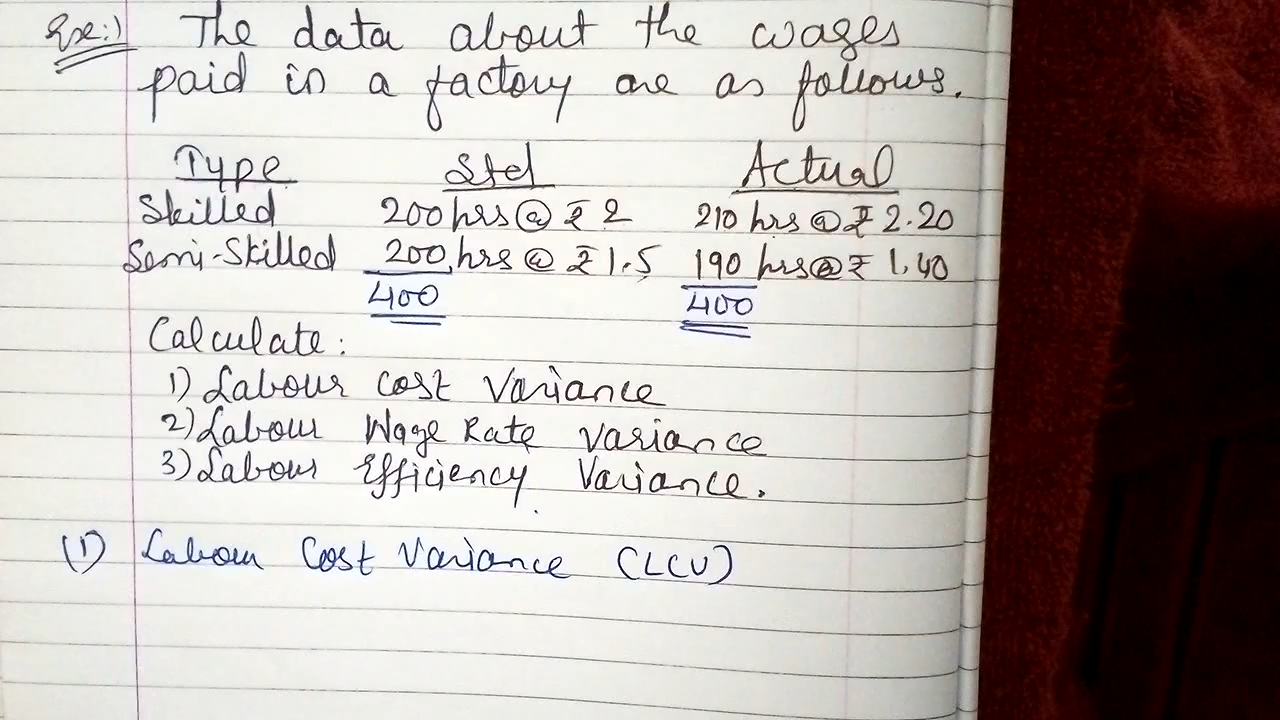 Ex:) The data about the wages
paid in a factory are as follows.
Type Std Actual
Skilled 200 hrs @ ₹ 2 210 hrs @ ₹ 2.20
Semi-Skilled 200 hrs @ ₹ 1.5 190 hrs @ ₹ 1.40
400 400
Calculate:
1) Labour Cost Variance
2) Labour Wage Rate Variance
3) Labour Efficiency Variance.
(1) Labour Cost Variance (LCV)